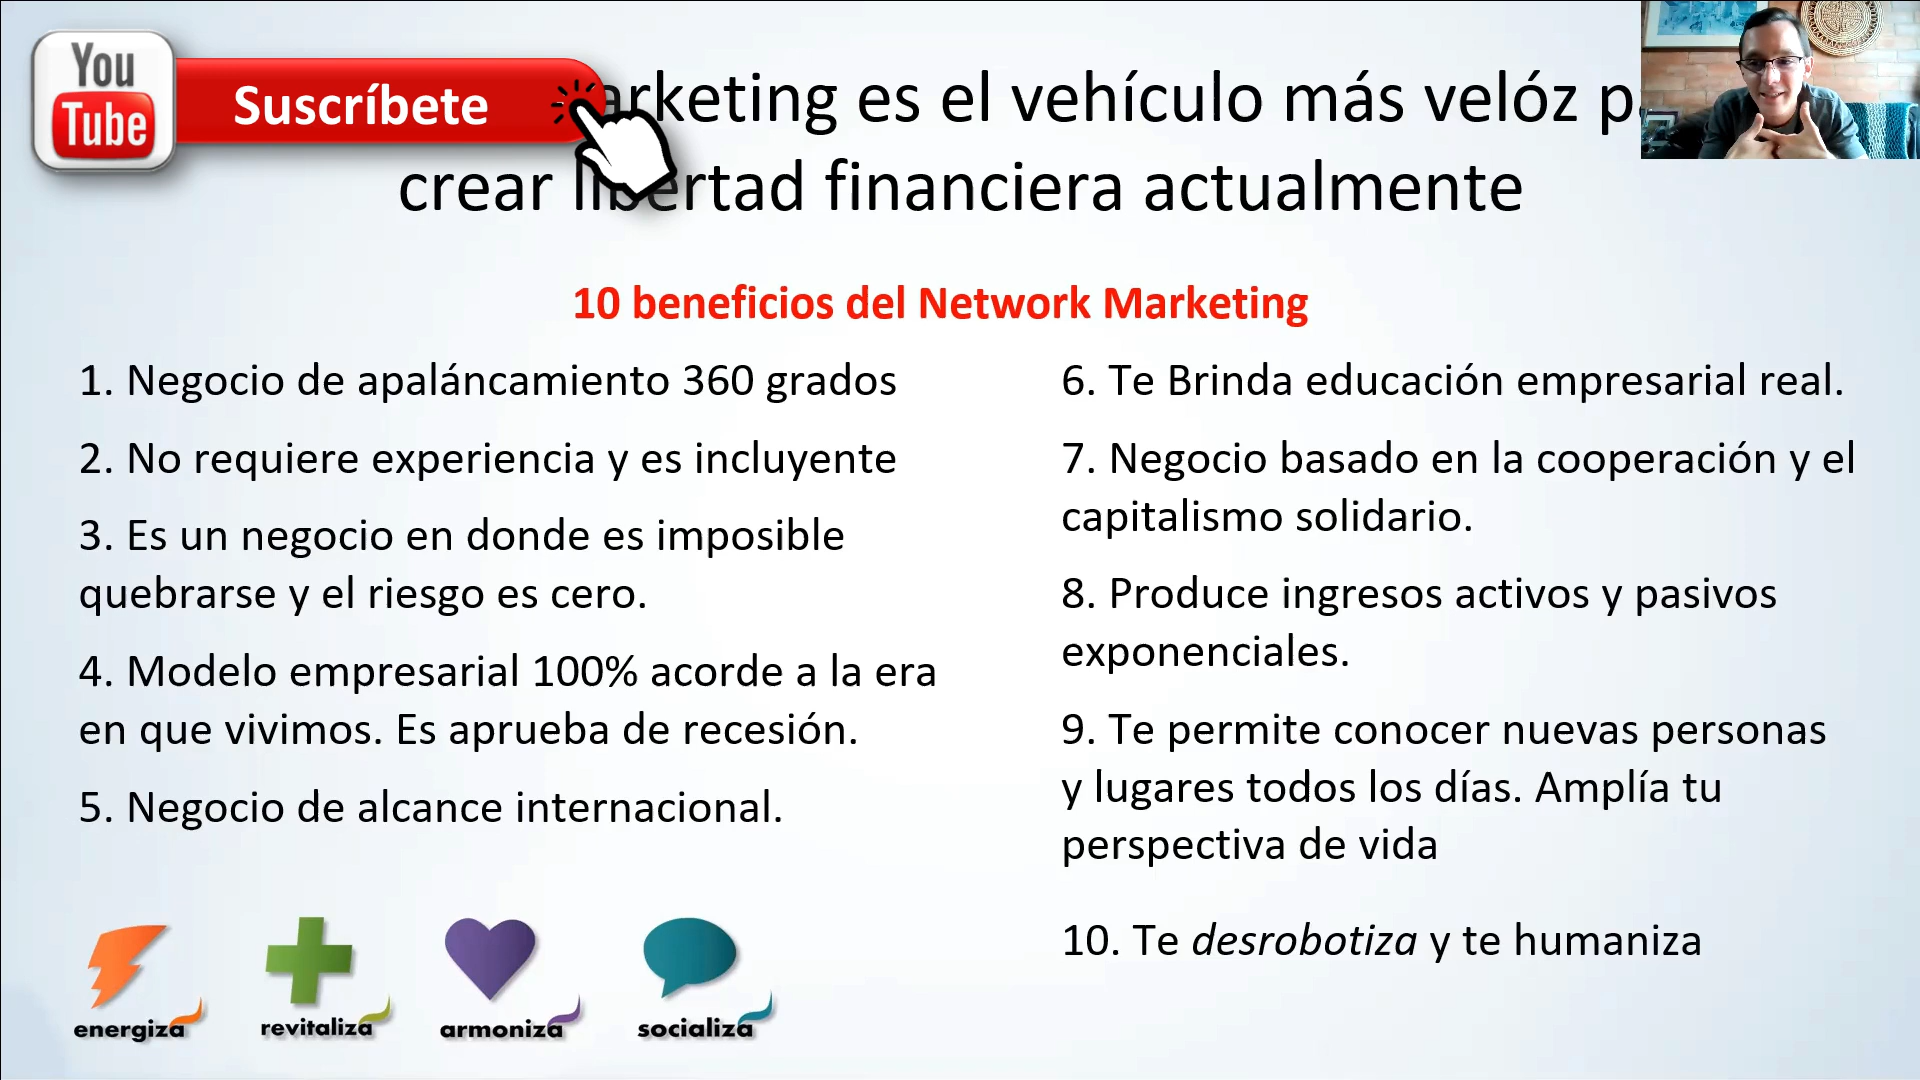 You
Tube
Suscríbete
arketing es el vehículo más velóz
crear libertad financiera actualmente
10 beneficios del Network Marketing
1. Negocio de apaláncamiento 360 grados
2. No requiere experiencia y es incluyente
3. Es un negocio en donde es imposible
quebrarse y el riesgo es cero.
4. Modelo empresarial 100% acorde a la era
en que vivimos. Es aprueba de recesión.
5. Negocio de alcance internacional.
6. Te Brinda educación empresarial real.
7. Negocio basado en la cooperación y el
capitalismo solidario.
8. Produce ingresos activos y pasivos
exponenciales.
9. Te permite conocer nuevas personas
y lugares todos los días. Amplía tu
perspectiva de vida
10. Te desrobotiza y te humaniza
energiza
revitaliza
armoniza
socializa